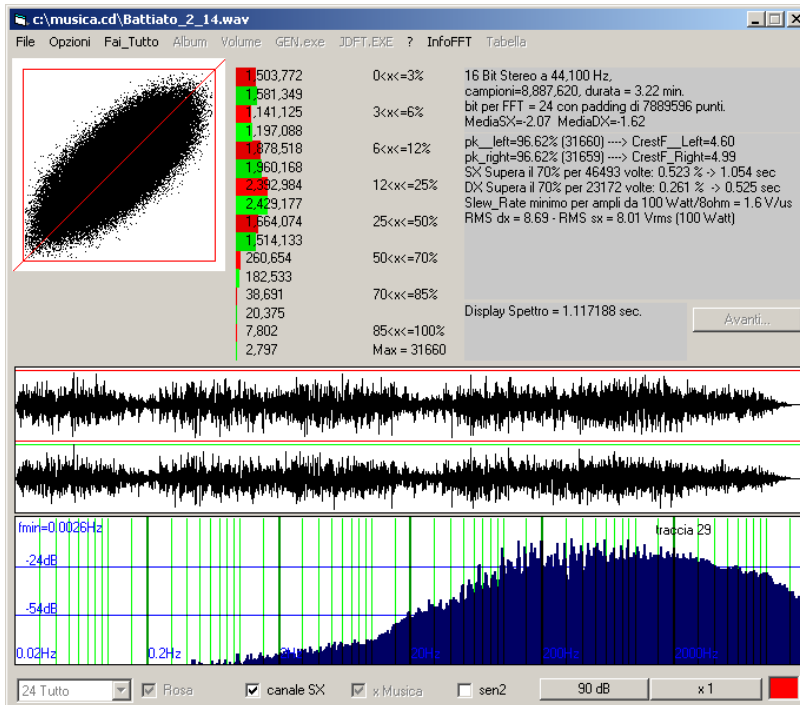 c:\musica.cd\Battiato_2_14.wav
File Opzioni Fai_Tutto Album Volume GEN.exe JDFT.EXE ? InfoFFT Tabella
1,503,772 0<x<=3%
1,581,349
1,141,125 3<x<=6%
1,197,088
1,878,518 6<x<=12%
1,960,168
2,392,984 12<x<=25%
2,429,177
1,664,074 25<x<=50%
1,514,133
260,654 50<x<=70%
182,533
38,691 70<x<=85%
20,375
7,802 85<x<=100%
2,797 Max = 31660
16 Bit Stereo a 44,100 Hz,
campioni=8,887,620, durata = 3.22 min.
bit per FFT = 24 con padding di 7889596 punti.
MediaSX=-2.07 MediaDX=-1.62
pk__left=96.62% (31660) ----> CrestF__Left=4.60
pk_right=96.62% (31659) ----> CrestF_Right=4.99
SX Supera il 70% per 46493 volte: 0.523 % -> 1.054 sec
DX Supera il 70% per 23172 volte: 0.261 % -> 0.525 sec
Slew_Rate minimo per ampli da 100 Watt/8ohm = 1.6 V/us
RMS dx = 8.69 - RMS sx = 8.01 Vrms (100 Watt)
Display Spettro = 1.117188 sec.
Avanti...
fmin=0.0026Hz
traccia 29
-24dB
-54dB
0.02Hz 0.2Hz 2Hz 20Hz 200Hz 2000Hz
24 Tutto Rosa canale SX x Musica sen2 90 dB x 1